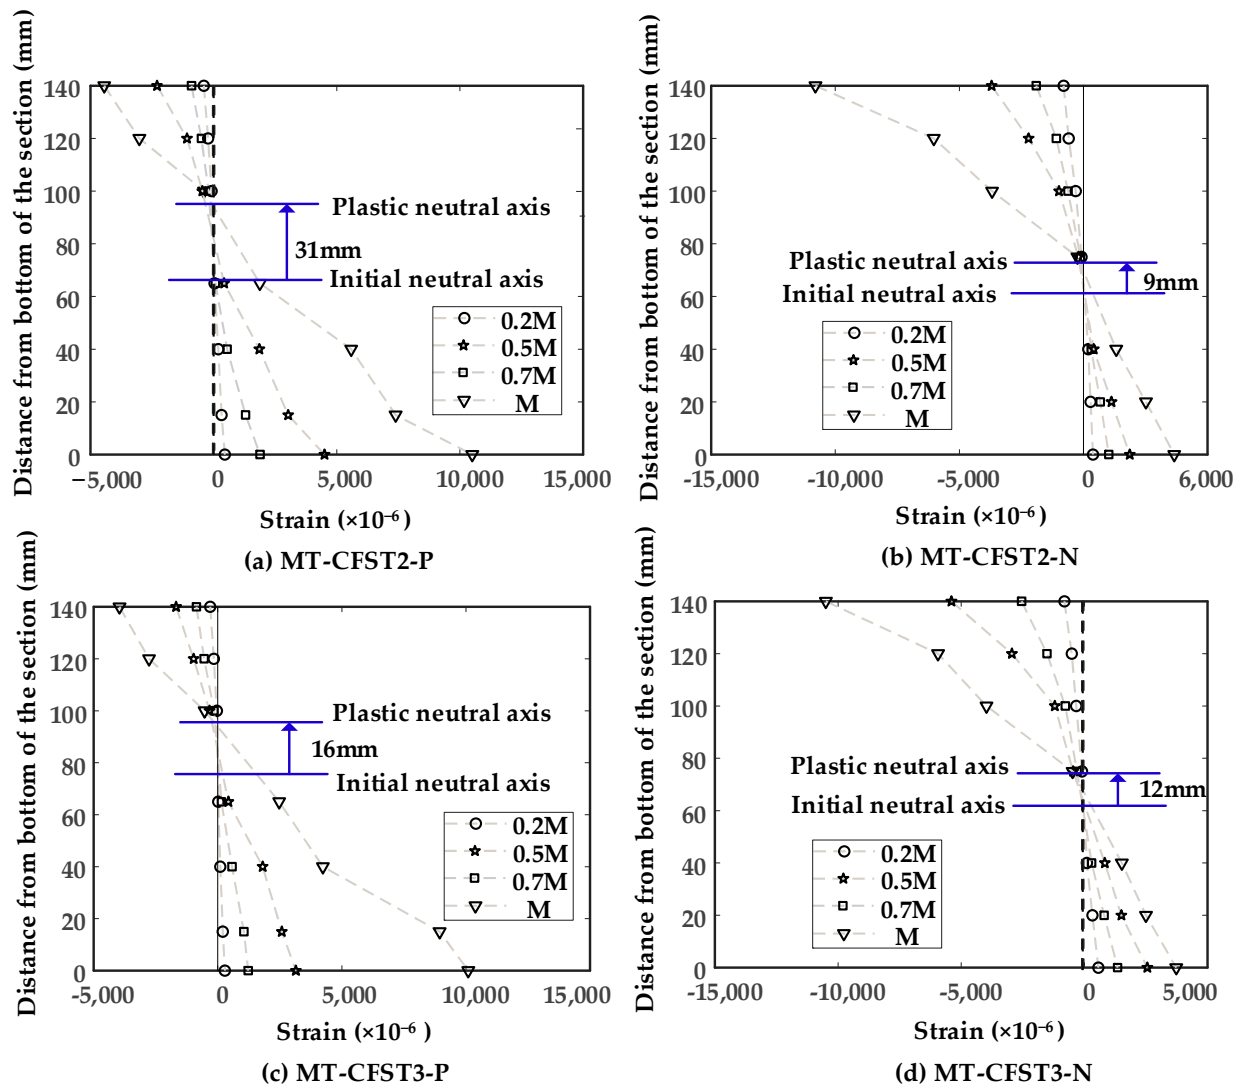 Distance from bottom of the section (mm)
140
120
100
80
60
40
20
0
Plastic neutral axis
31mm
Initial neutral axis
0.2M
0.5M
0.7M
M
−5,000 0 5,000 10,000 15,000
Strain (×10⁻⁶)
(a) MT-CFST2-P
Distance from bottom of the section (mm)
140
120
100
80
60
40
20
0
Plastic neutral axis
9mm
Initial neutral axis
0.2M
0.5M
0.7M
M
-15,000 -10,000 -5,000 0 6,000
Strain (×10⁻⁶)
(b) MT-CFST2-N
Distance from bottom of the section (mm)
140
120
100
80
60
40
20
0
Plastic neutral axis
16mm
Initial neutral axis
0.2M
0.5M
0.7M
M
-5,000 0 5,000 10,000 15,000
Strain (×10⁻⁶)
(c) MT-CFST3-P
Distance from bottom of the section (mm)
140
120
100
80
60
40
20
0
Plastic neutral axis
12mm
Initial neutral axis
0.2M
0.5M
0.7M
M
-15,000 -10,000 -5,000 0 5,000
Strain (×10⁻⁶)
(d) MT-CFST3-N